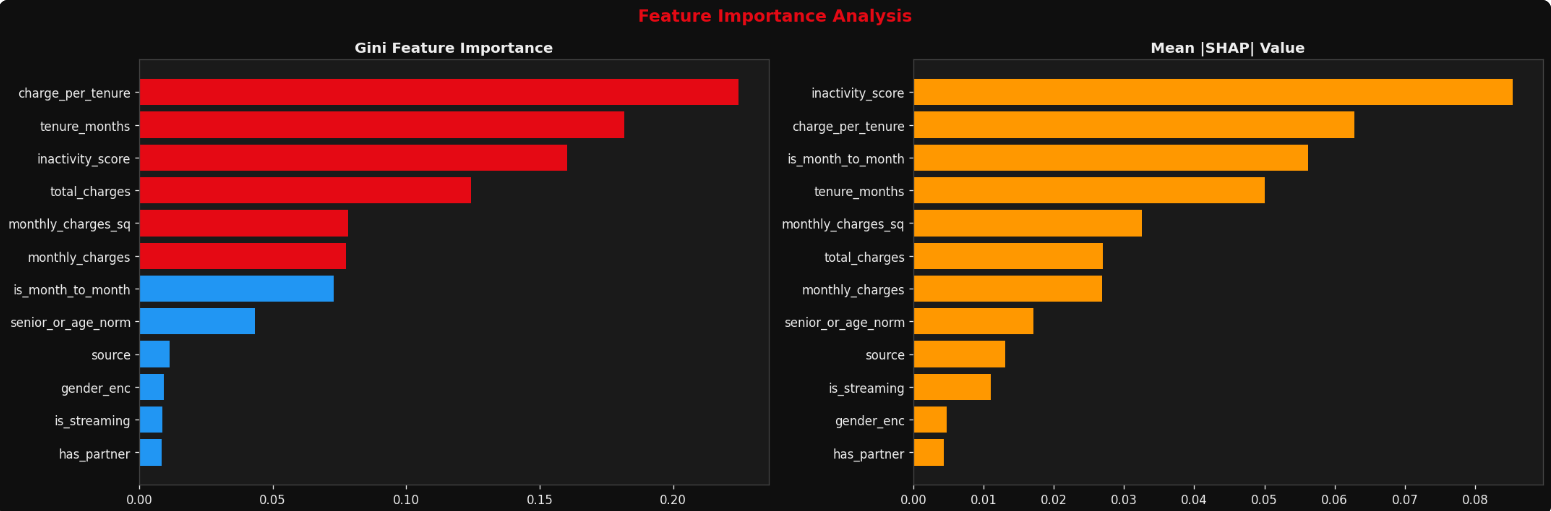 Feature Importance Analysis
Gini Feature Importance
charge_per_tenure
tenure_months
inactivity_score
total_charges
monthly_charges_sq
monthly_charges
is_month_to_month
senior_or_age_norm
source
gender_enc
is_streaming
has_partner
0.00 0.05 0.10 0.15 0.20
Mean |SHAP| Value
inactivity_score
charge_per_tenure
is_month_to_month
tenure_months
monthly_charges_sq
total_charges
monthly_charges
senior_or_age_norm
source
is_streaming
gender_enc
has_partner
0.00 0.01 0.02 0.03 0.04 0.05 0.06 0.07 0.08